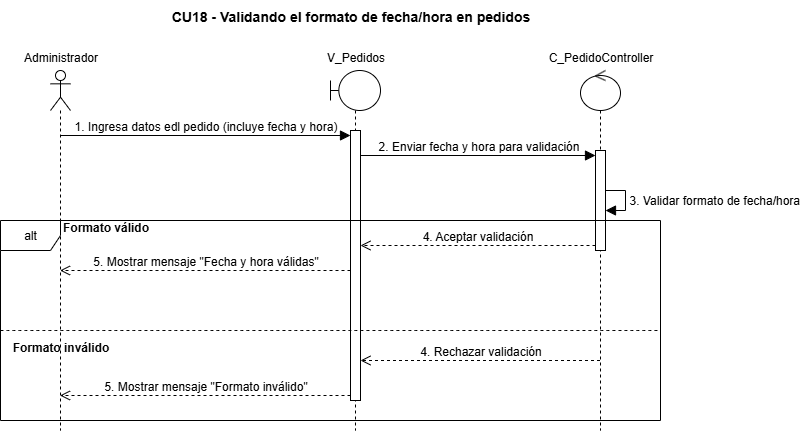 CU18 - Validando el formato de fecha/hora en pedidos
Administrador
V_Pedidos
C_PedidoController
1. Ingresa datos edl pedido (incluye fecha y hora)
2. Enviar fecha y hora para validación
3. Validar formato de fecha/hora
alt
Formato válido
4. Aceptar validación
5. Mostrar mensaje "Fecha y hora válidas"
Formato inválido
4. Rechazar validación
5. Mostrar mensaje "Formato inválido"